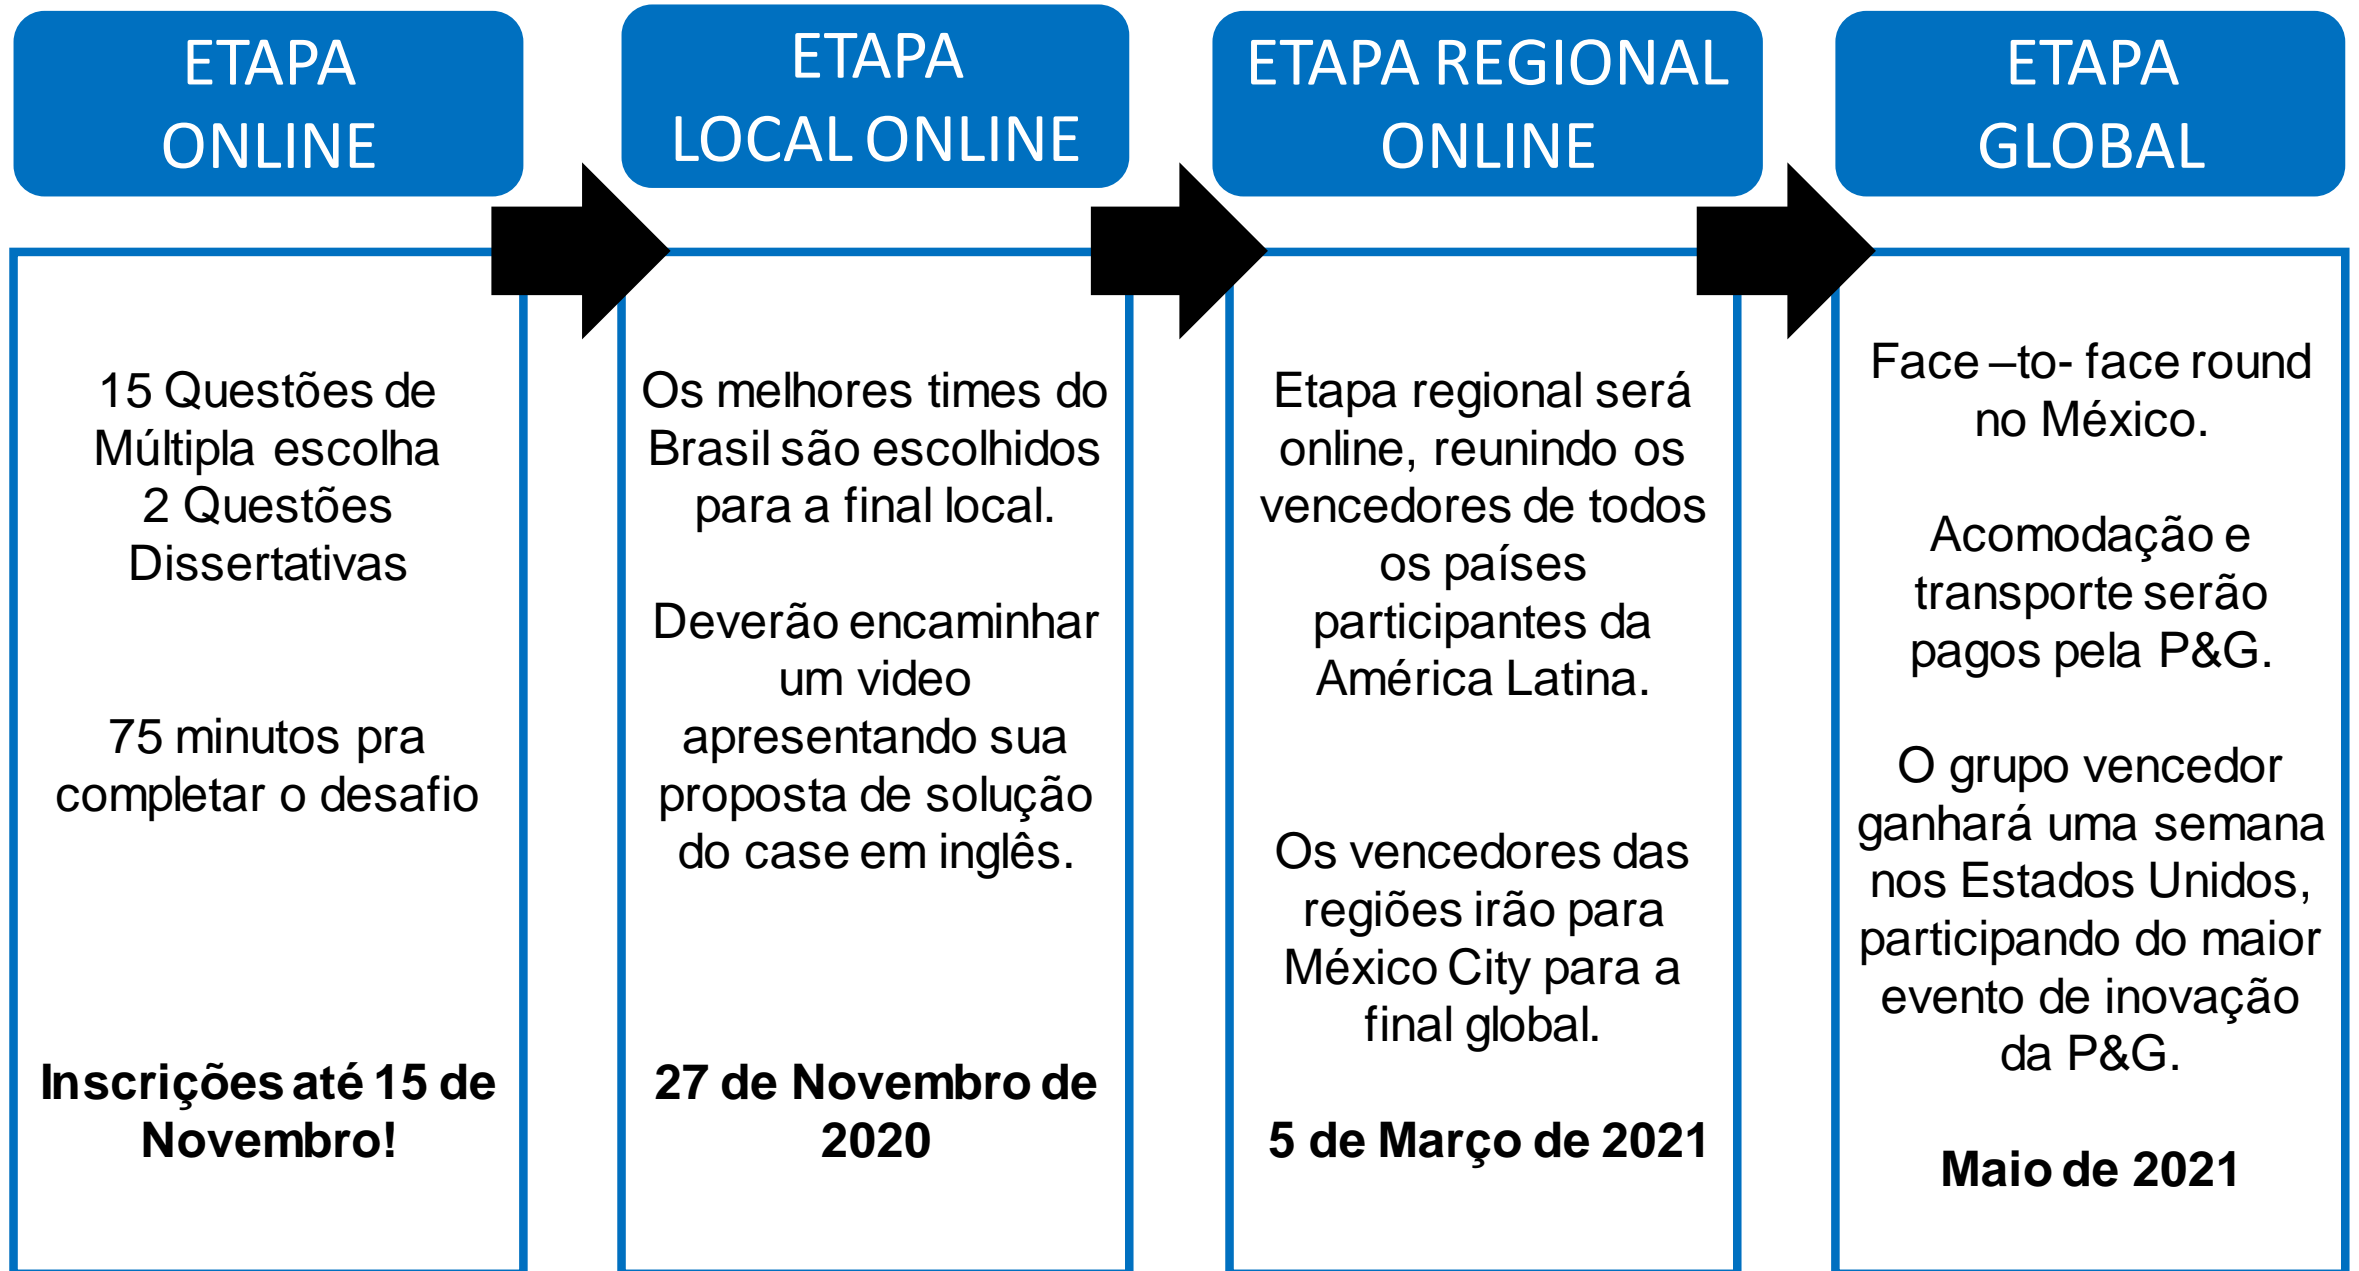 ETAPA
ONLINE
15 Questões de
Múltipla escolha
2 Questões
Dissertativas
75 minutos pra
completar o desafio
Inscrições até 15 de
Novembro!
ETAPA
LOCAL ONLINE
Os melhores times do
Brasil são escolhidos
para a final local.
Deverão encaminhar
um video
apresentando sua
proposta de solução
do case em inglês.
27 de Novembro de
2020
ETAPA REGIONAL
ONLINE
Etapa regional será
online, reunindo os
vencedores de todos
os países
participantes da
América Latina.
Os vencedores das
regiões irão para
México City para a
final global.
5 de Março de 2021
ETAPA
GLOBAL
Face –to- face round
no México.
Acomodação e
transporte serão
pagos pela P&G.
O grupo vencedor
ganhará uma semana
nos Estados Unidos,
participando do maior
evento de inovação
da P&G.
Maio de 2021